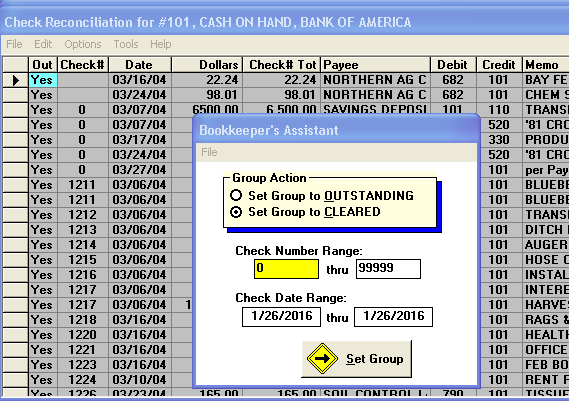 Check Reconciliation for #101, CASH ON HAND, BANK OF AMERICA
File Edit Options Tools Help
Out Check# Date Dollars Check# Tot Payee Debit Credit Memo
Yes 03/16/04 22.24 22.24 NORTHERN AG C 682 101 BAY FE
Yes 03/24/04 98.01 98.01 NORTHERN AG C 682 101 CHEM S
Yes 0 03/07/04 6500.00 6,500.00 SAVINGS DEPOSI 101 110 TRANS
Yes 0 03/07/04 520 '81 CRO
Yes 0 03/17/04 330 PRODU
Yes 0 03/24/04 520 '81 CRO
Yes 0 03/27/04 101 per Pay
Yes 1211 03/06/04 101 BLUEBE
Yes 1211 03/06/04 101 BLUEBE
Yes 1212 03/06/04 101 TRANS
Yes 1213 03/06/04 101 DITCH
Yes 1214 03/06/04 101 AUGER
Yes 1215 03/06/04 101 HOSE C
Yes 1216 03/06/04 101 INSTAL
Yes 1217 03/06/04 101 INTERE
Yes 1217 03/06/04 1 101 HARVES
Yes 1218 03/16/04 101 RAGS &
Yes 1220 03/16/04 101 HEALTH
Yes 1221 03/16/04 101 OFFICE
Yes 1223 03/16/04 101 FEB BO
Yes 1224 03/10/04 101 RENT F
Yes 1226 03/23/04 165.00 165.00 SOIL CONTROL L 790 101 TISSUE
Bookkeeper's Assistant
File
Group Action
Set Group to OUTSTANDING
Set Group to CLEARED
Check Number Range:
0 thru 99999
Check Date Range:
1/26/2016 thru 1/26/2016
Set Group